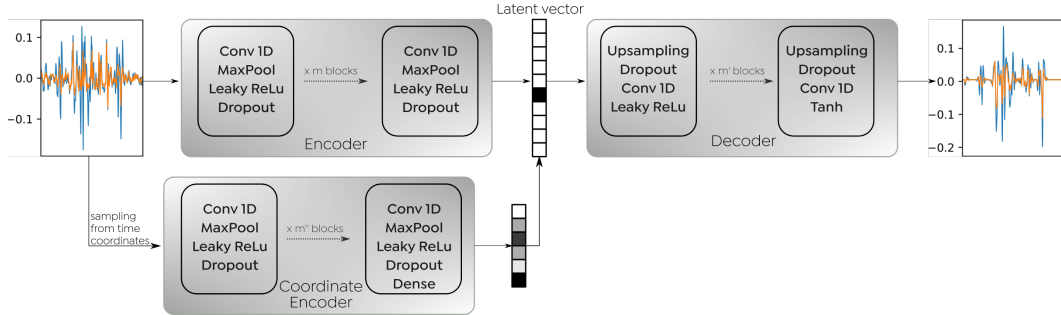 Latent vector
0.1
0.0
−0.1
Conv 1D
MaxPool
Leaky ReLu
Dropout
x m blocks
Conv 1D
MaxPool
Leaky ReLu
Dropout
Encoder
Upsampling
Dropout
Conv 1D
Leaky ReLu
x m' blocks
Upsampling
Dropout
Conv 1D
Tanh
Decoder
0.1
0.0
−0.1
−0.2
sampling
from time
coordinates
Conv 1D
MaxPool
Leaky ReLu
Dropout
x m'' blocks
Conv 1D
MaxPool
Leaky ReLu
Dropout
Dense
Coordinate
Encoder